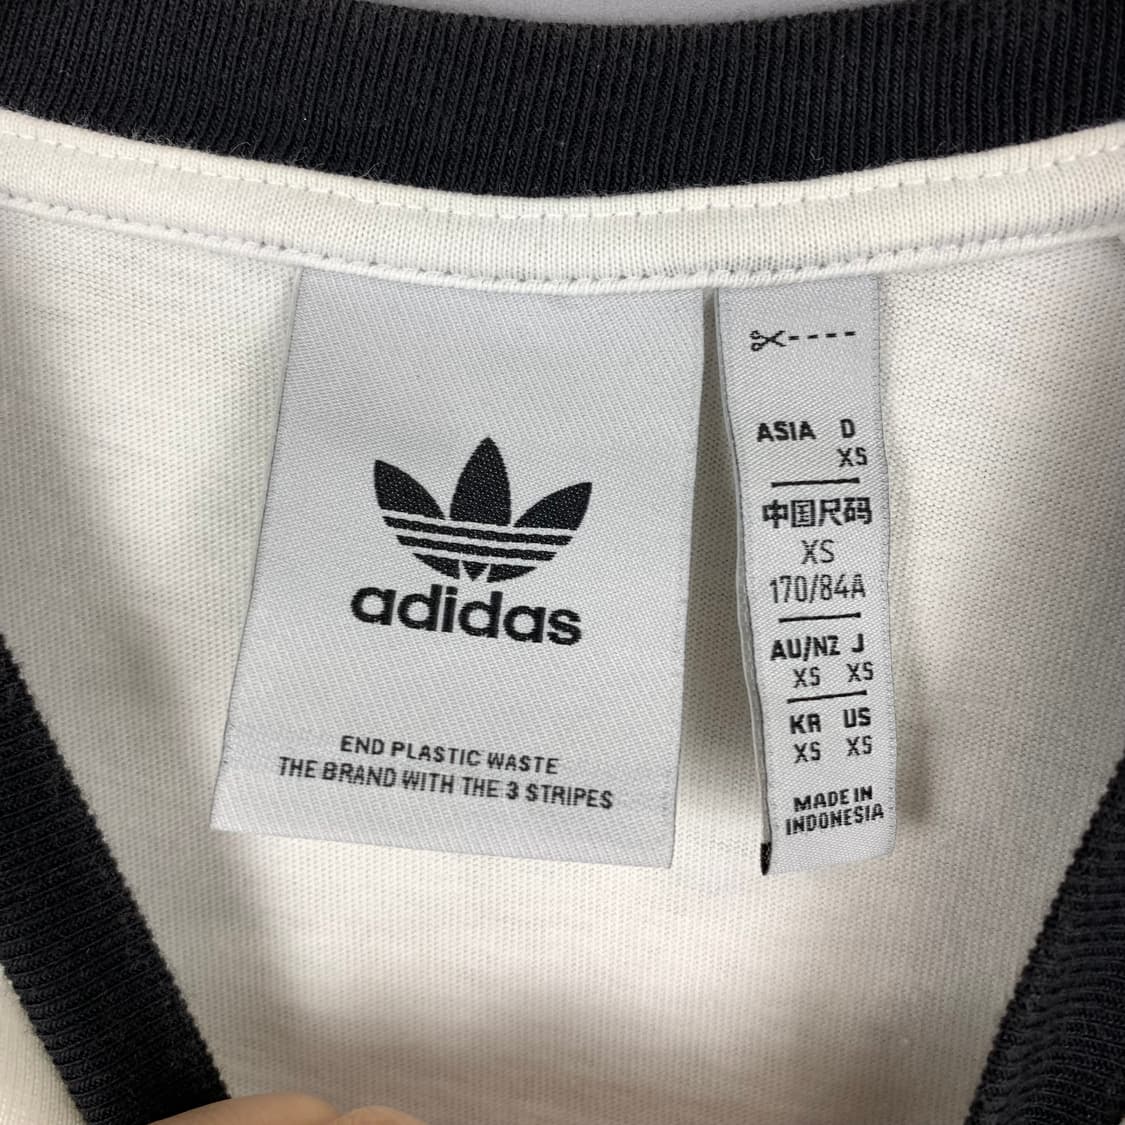 adidas
END PLASTIC WASTE
THE BRAND WITH THE 3 STRIPES
ASIA D
XS
中国尺码
XS
170/84A
AU/NZ J
XS XS
KR US
XS XS
MADE IN
INDONESIA